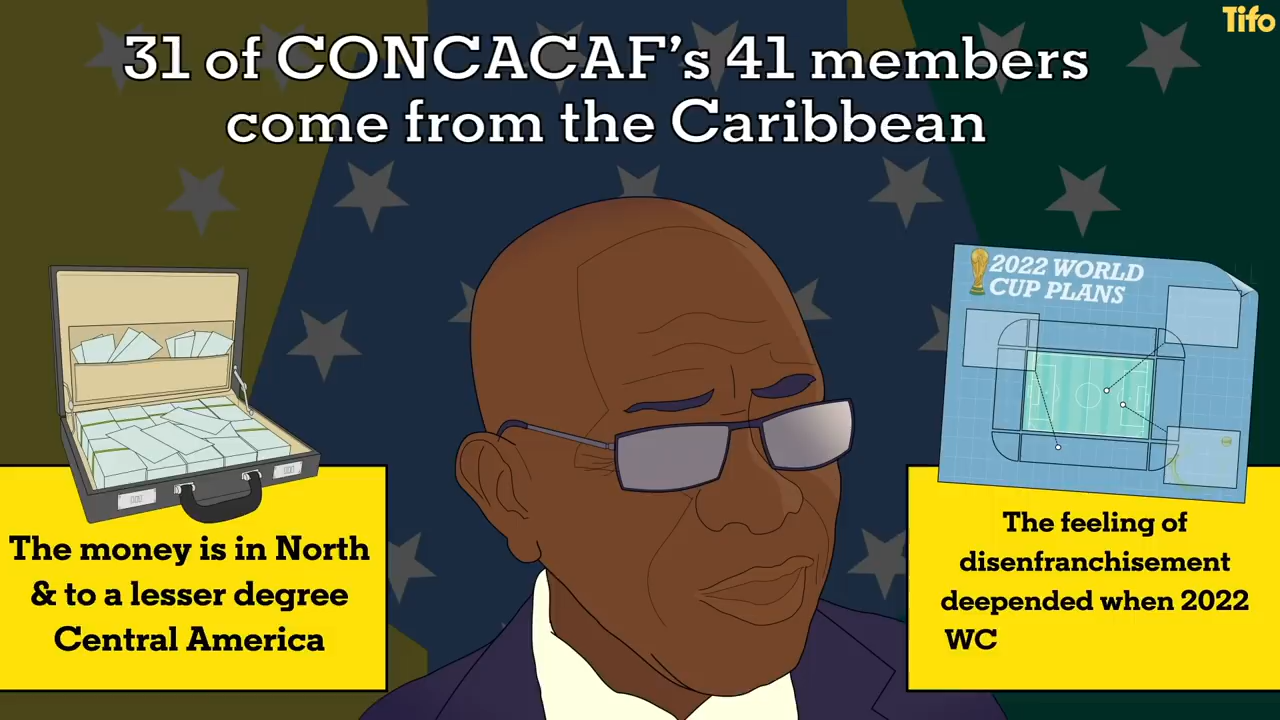 Tifo
31 of CONCACAF’s 41 members
come from the Caribbean
2022 WORLD
CUP PLANS
The money is in North
& to a lesser degree
Central America
The feeling of
disenfranchisement
deepended when 2022
WC